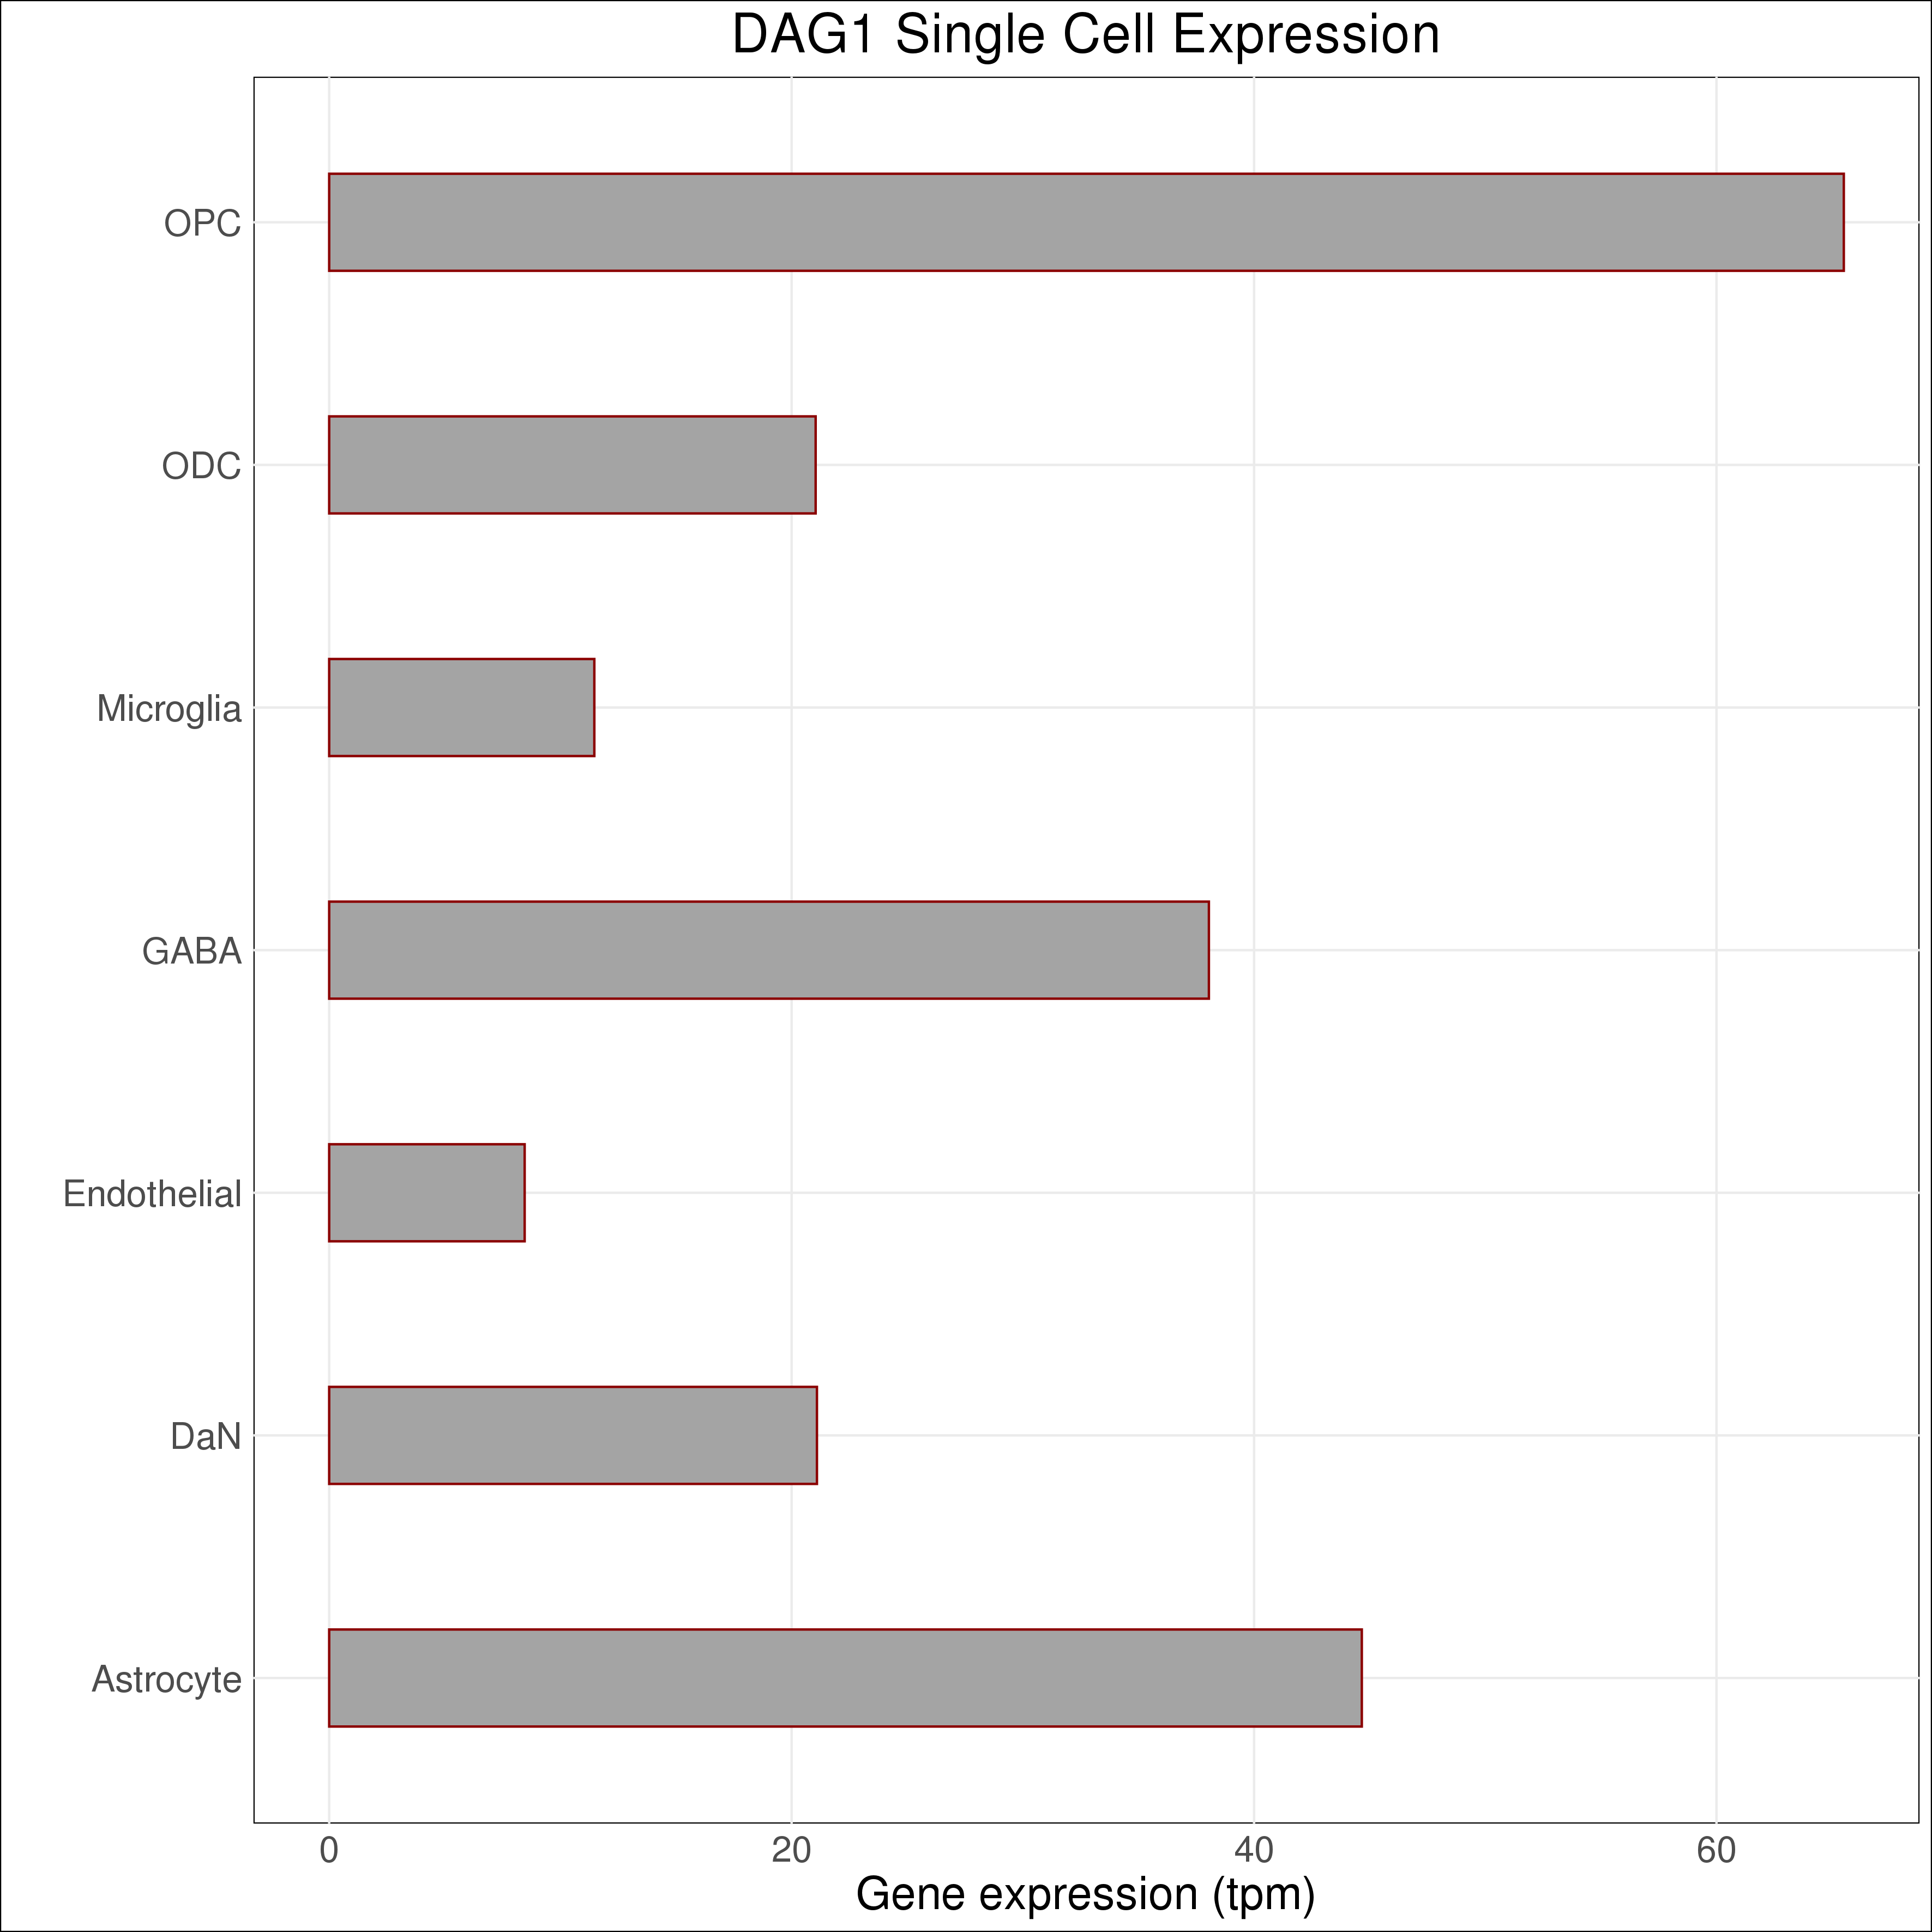 DAG1 Single Cell Expression
OPC
ODC
Microglia
GABA
Endothelial
DaN
Astrocyte
0 20 40 60
Gene expression (tpm)